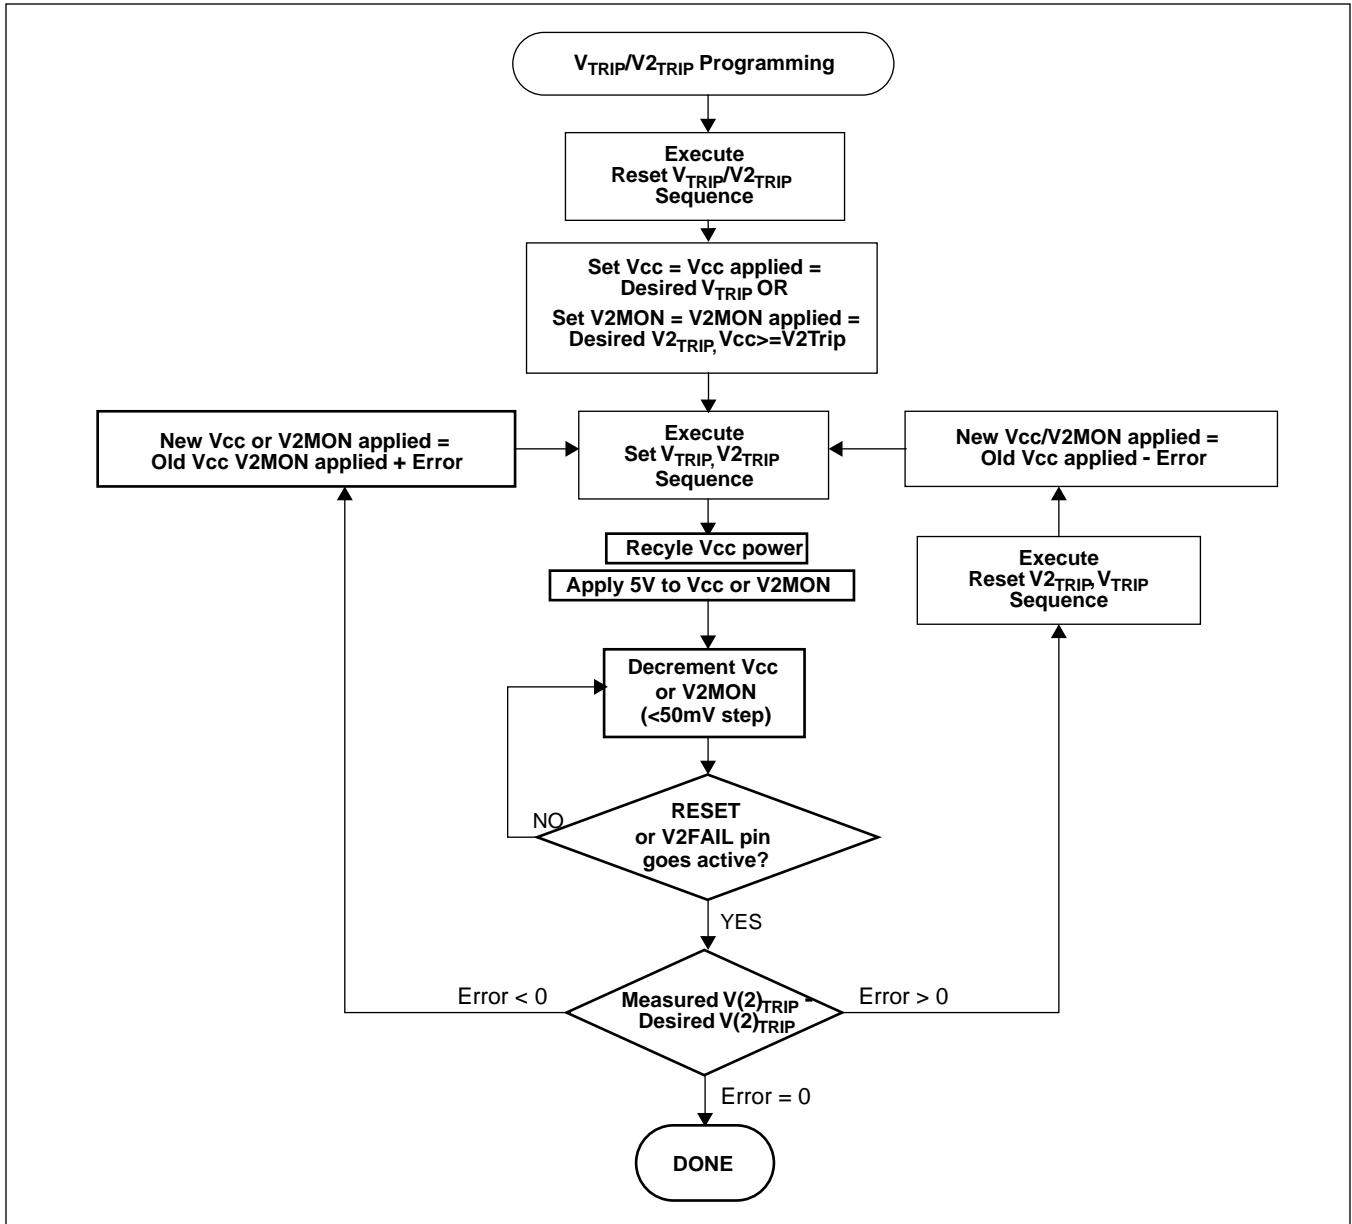 VTRIP/V2TRIP Programming
Execute
Reset VTRIP/V2TRIP
Sequence
Set Vcc = Vcc applied =
Desired VTRIP OR
Set V2MON = V2MON applied =
Desired V2TRIP, Vcc>=V2Trip
New Vcc or V2MON applied =
Old Vcc V2MON applied + Error
Execute
Set VTRIP, V2TRIP
Sequence
New Vcc/V2MON applied =
Old Vcc applied - Error
Recyle Vcc power
Apply 5V to Vcc or V2MON
Execute
Reset V2TRIP, VTRIP
Sequence
Decrement Vcc
or V2MON
(<50mV step)
NO
RESET
or V2FAIL pin
goes active?
YES
Error < 0
Measured V(2)TRIP -
Desired V(2)TRIP
Error > 0
Error = 0
DONE